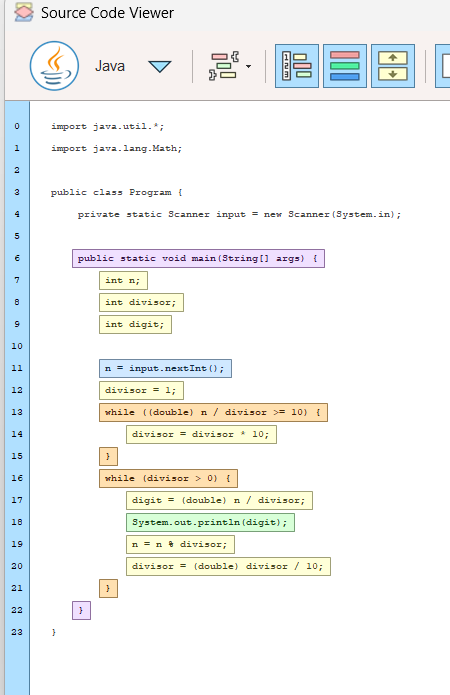 Source Code Viewer
Java
0 import java.util.*;
1 import java.lang.Math;
2
3 public class Program {
4 private static Scanner input = new Scanner(System.in);
5
6 public static void main(String[] args) {
7 int n;
8 int divisor;
9 int digit;
10
11 n = input.nextInt();
12 divisor = 1;
13 while ((double) n / divisor >= 10) {
14 divisor = divisor * 10;
15 }
16 while (divisor > 0) {
17 digit = (double) n / divisor;
18 System.out.println(digit);
19 n = n % divisor;
20 divisor = (double) divisor / 10;
21 }
22 }
23 }